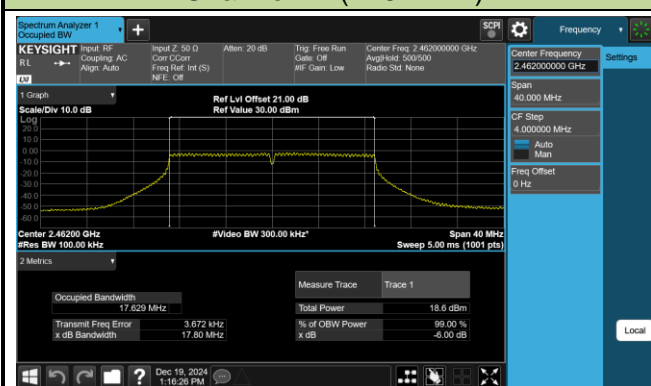 Spectrum Analyzer 1
Occupied BW
SCPI
Frequency
KEYSIGHT
RL
Input: RF
Coupling: AC
Align: Auto
Input Z: 50 Ω
Corr CCorr
Freq Ref: Int (S)
NFE: Off
Atten: 20 dB
Trig: Free Run
Gate: Off
#IF Gain: Low
Center Freq: 2.462000000 GHz
Avg|Hold: 500/500
Radio Std: None
Center Frequency
2.462000000 GHz
Settings
Span
40.000 MHz
CF Step
4.000000 MHz
Auto
Man
Freq Offset
0 Hz
1 Graph
Scale/Div 10.0 dB
Ref Lvl Offset 21.00 dB
Ref Value 30.00 dBm
Log
20.0
10.0
0.00
-10.0
-20.0
-30.0
-40.0
-50.0
-60.0
Center 2.46200 GHz
#Video BW 300.00 kHz*
Span 40 MHz
#Res BW 100.00 kHz
Sweep 5.00 ms (1001 pts)
2 Metrics
Measure Trace Trace 1
Occupied Bandwidth
17.629 MHz
Total Power 18.6 dBm
Transmit Freq Error 3.672 kHz
% of OBW Power 99.00 %
x dB Bandwidth 17.80 MHz
x dB -6.00 dB
Local
Dec 19, 2024
1:16:26 PM